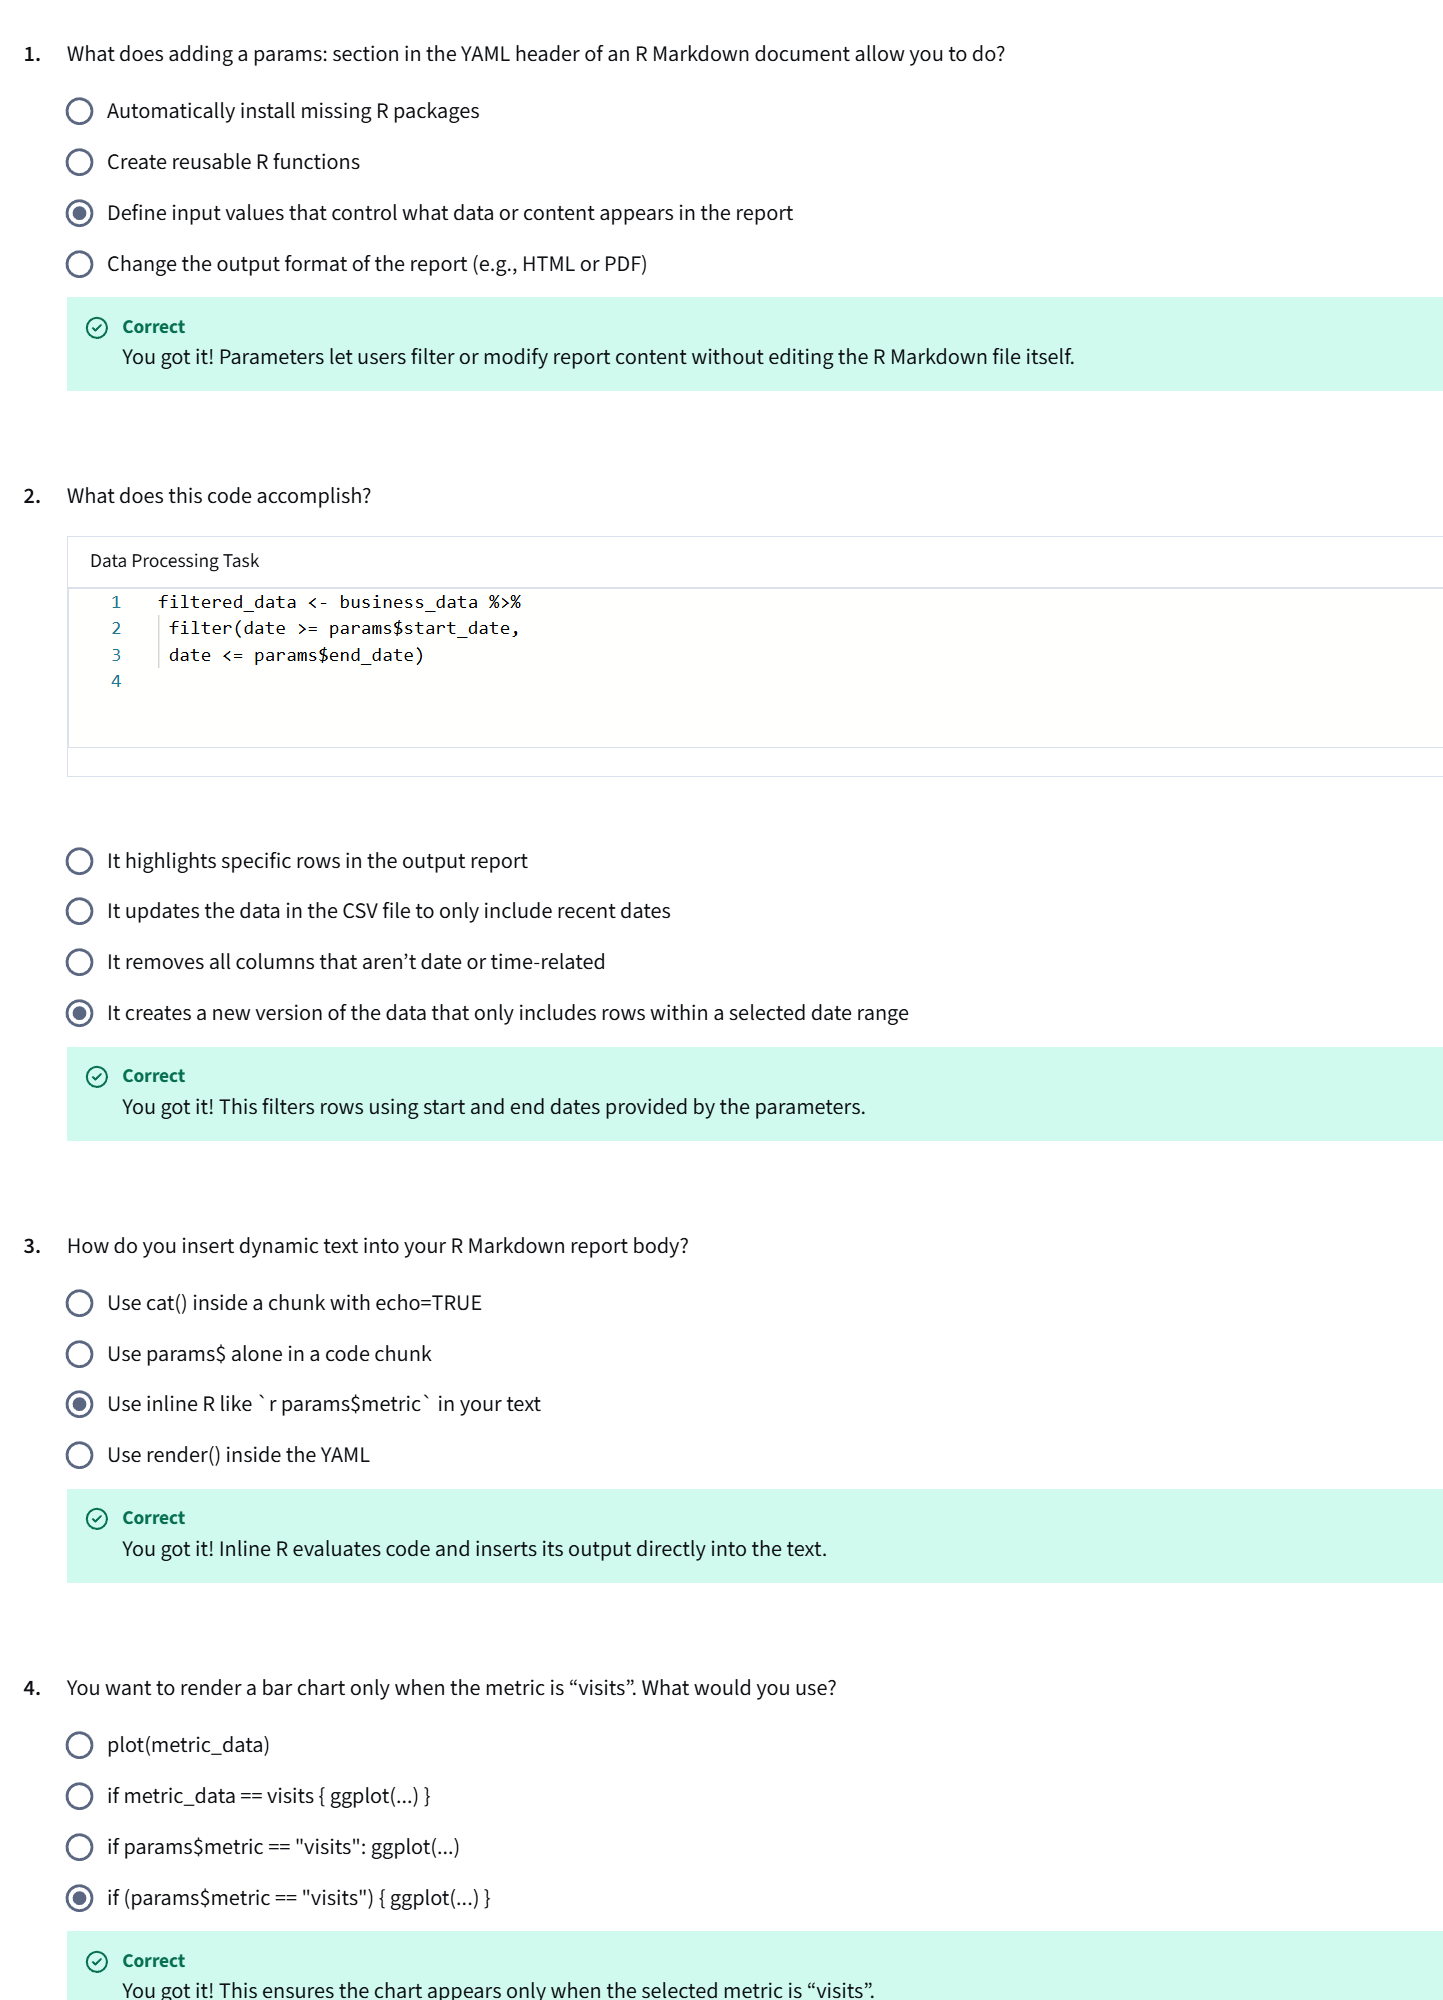 1. What does adding a params: section in the YAML header of an R Markdown document allow you to do?
Automatically install missing R packages
Create reusable R functions
Define input values that control what data or content appears in the report
Change the output format of the report (e.g., HTML or PDF)
Correct
You got it! Parameters let users filter or modify report content without editing the R Markdown file itself.
2. What does this code accomplish?
Data Processing Task
1 filtered_data <- business_data %>%
2 filter(date >= params$start_date,
3 date <= params$end_date)
4
It highlights specific rows in the output report
It updates the data in the CSV file to only include recent dates
It removes all columns that aren’t date or time-related
It creates a new version of the data that only includes rows within a selected date range
Correct
You got it! This filters rows using start and end dates provided by the parameters.
3. How do you insert dynamic text into your R Markdown report body?
Use cat() inside a chunk with echo=TRUE
Use params$ alone in a code chunk
Use inline R like `r params$metric` in your text
Use render() inside the YAML
Correct
You got it! Inline R evaluates code and inserts its output directly into the text.
4. You want to render a bar chart only when the metric is “visits”. What would you use?
plot(metric_data)
if metric_data == visits { ggplot(...) }
if params$metric == "visits": ggplot(...)
if (params$metric == "visits") { ggplot(...) }
Correct
You got it! This ensures the chart appears only when the selected metric is “visits”.